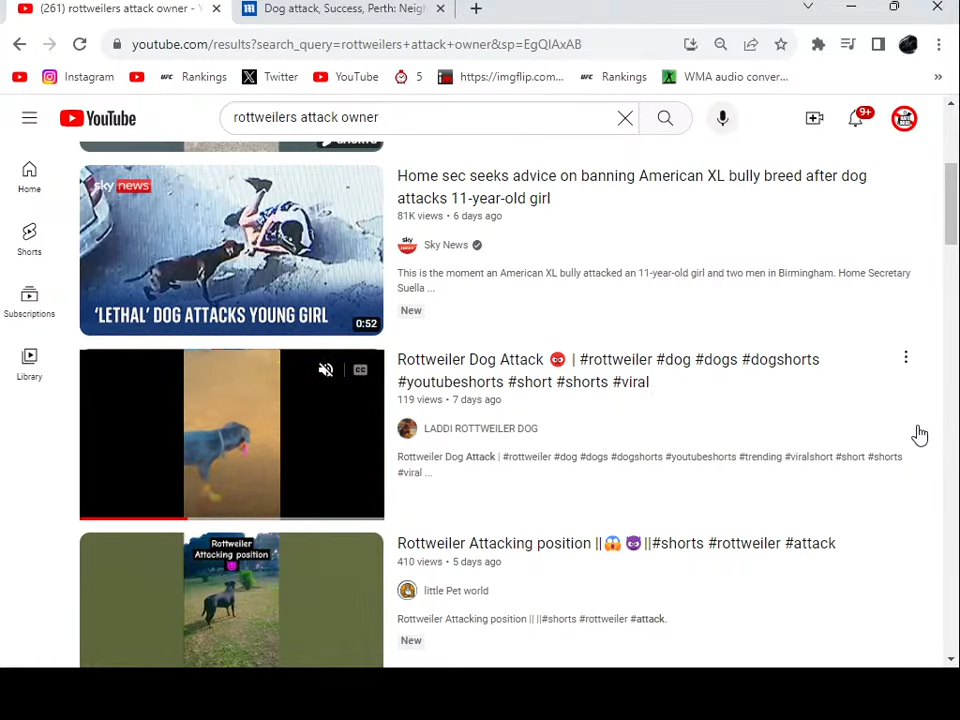 (261) rottweilers attack owner -
Dog attack, Success, Perth: Neigh
youtube.com/results?search_query=rottweilers+attack+owner&sp=EgQIAxAB
Instagram
UFC Rankings
Twitter
YouTube
5
https://imgflip.com...
UFC Rankings
WMA audio conver...
»
YouTube
rottweilers attack owner
9+
Home
Shorts
Subscriptions
Library
SHORTS
sky news
'LETHAL' DOG ATTACKS YOUNG GIRL
0:52
Home sec seeks advice on banning American XL bully breed after dog
attacks 11-year-old girl
81K views • 6 days ago
sky news
Sky News
This is the moment an American XL bully attacked an 11-year-old girl and two men in Birmingham. Home Secretary
Suella ...
New
CC
Rottweiler Dog Attack 😡 | #rottweiler #dog #dogs #dogshorts
#youtubeshorts #short #shorts #viral
119 views • 7 days ago
LADDI ROTTWEILER DOG
Rottweiler Dog Attack | #rottweiler #dog #dogs #dogshorts #youtubeshorts #trending #viralshort #short #shorts
#viral ...
Rottweiler
Attacking position
😈
Rottweiler Attacking position ||😱 😈||#shorts #rottweiler #attack
410 views • 5 days ago
little Pet world
Rottweiler Attacking position || ||#shorts #rottweiler #attack.
New